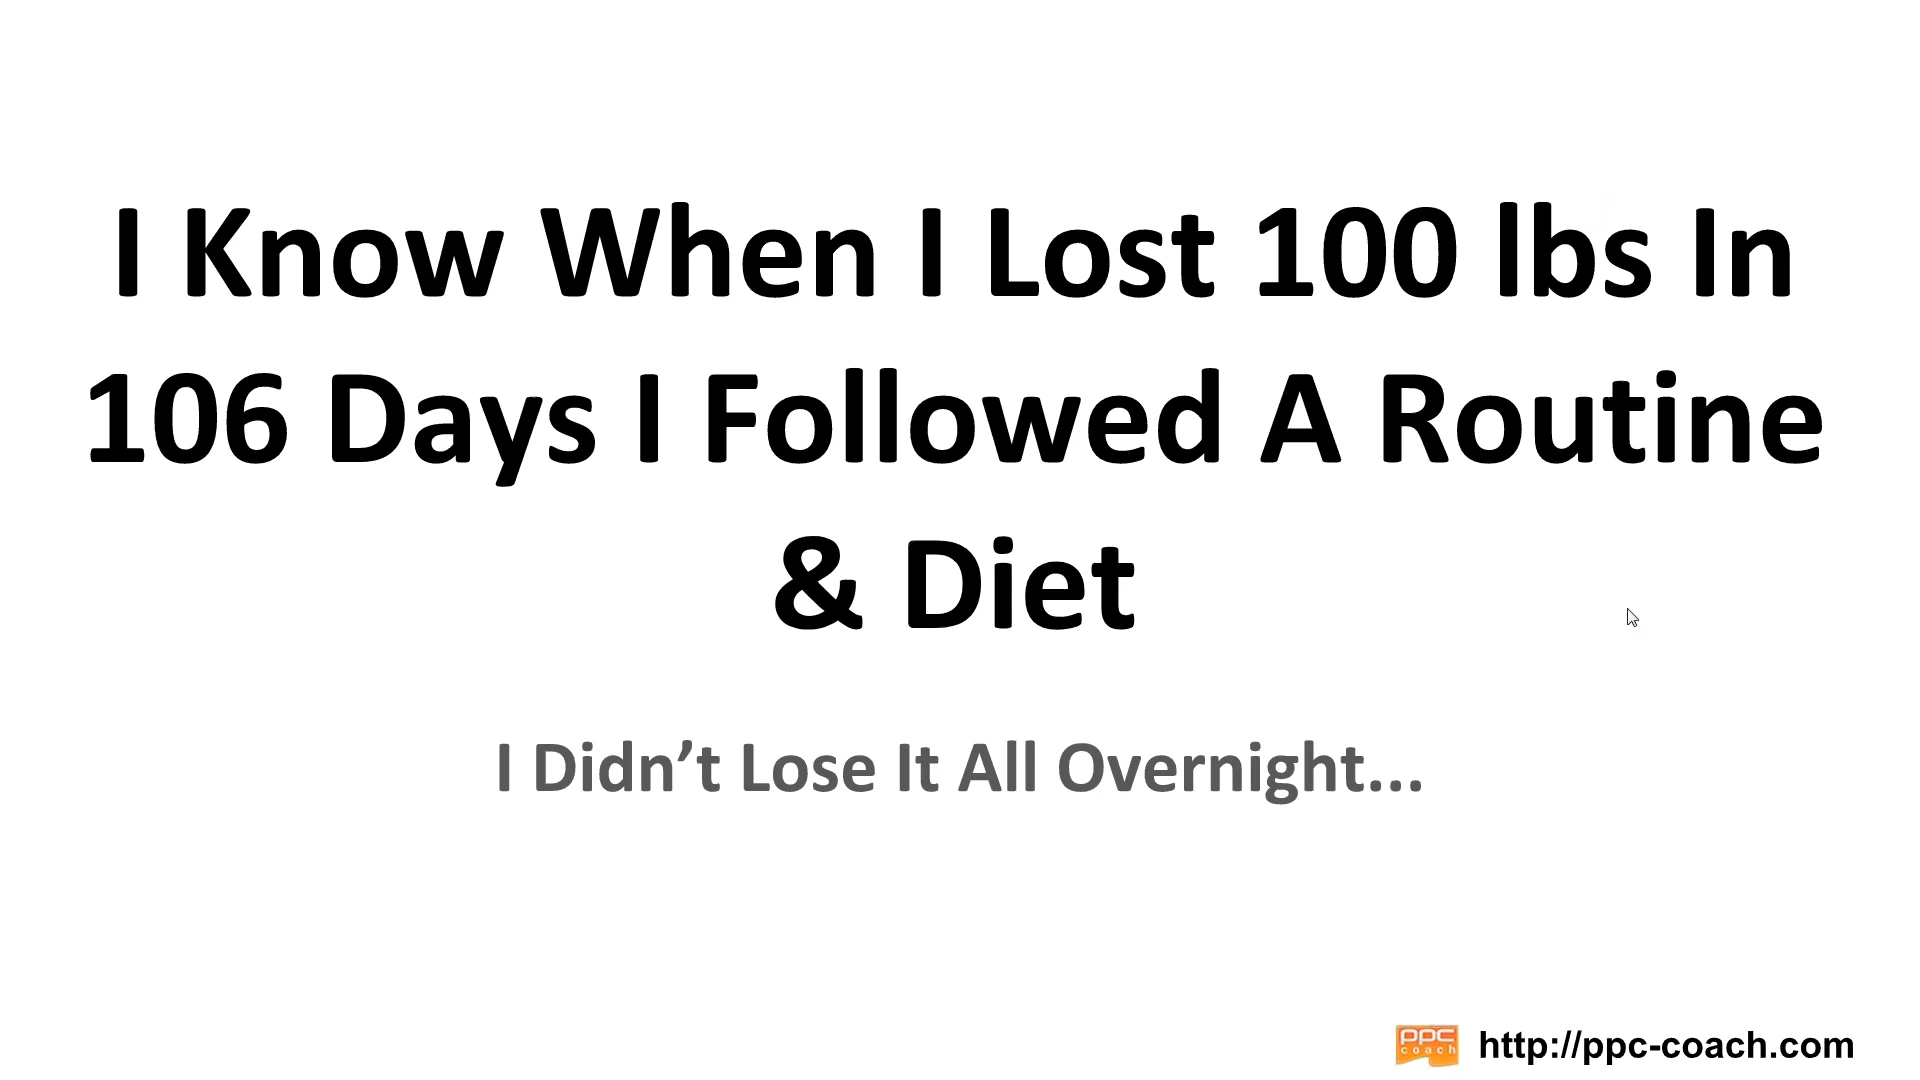 I Know When I Lost 100 lbs In
106 Days I Followed A Routine
& Diet
I Didn’t Lose It All Overnight...
ppc
coach
http://ppc-coach.com